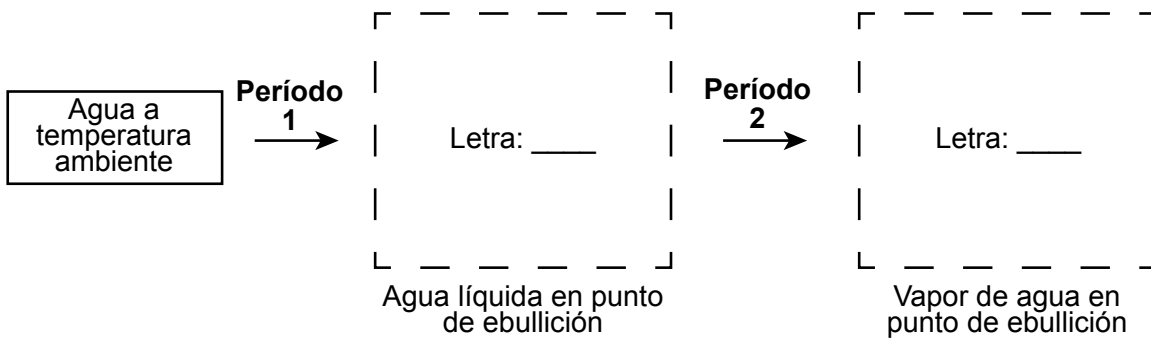 Agua a
temperatura
ambiente
Período
1
Letra: ____
Agua líquida en punto
de ebullición
Período
2
Letra: ____
Vapor de agua en
punto de ebullición